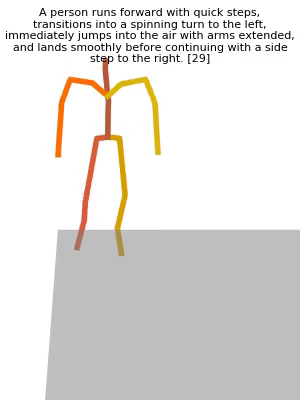 A person runs forward with quick steps,
transitions into a spinning turn to the left,
immediately jumps into the air with arms extended,
and lands smoothly before continuing with a side
step to the right. [29]